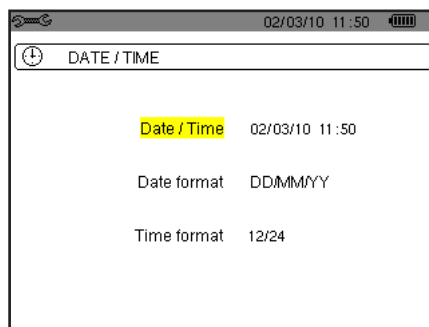 02/03/10 11:50
DATE / TIME
Date / Time 02/03/10 11:50
Date format DD/MM/YY
Time format 12/24